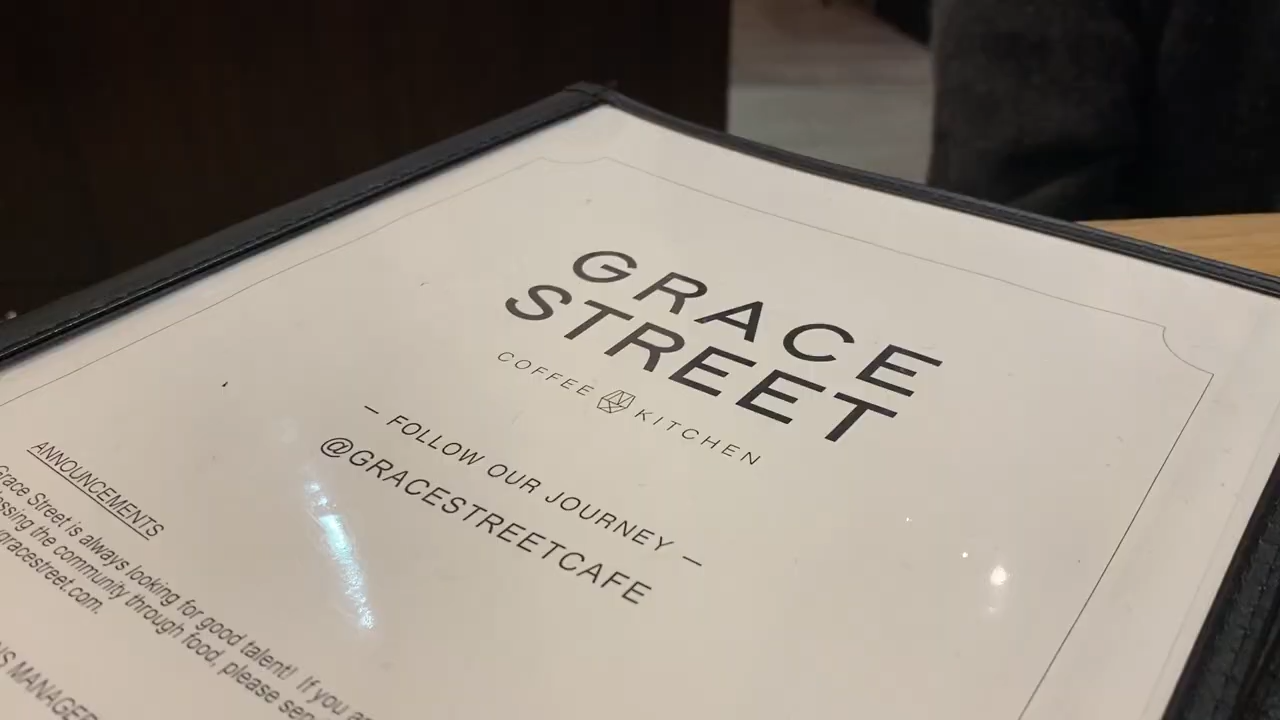 GRACE
STREET
COFFEE KITCHEN
– FOLLOW OUR JOURNEY –
@GRACESTREETCAFE
ANNOUNCEMENTS
Grace Street is always looking for good talent! If you
the community through food, please
gracestreet.com.
MANAGER